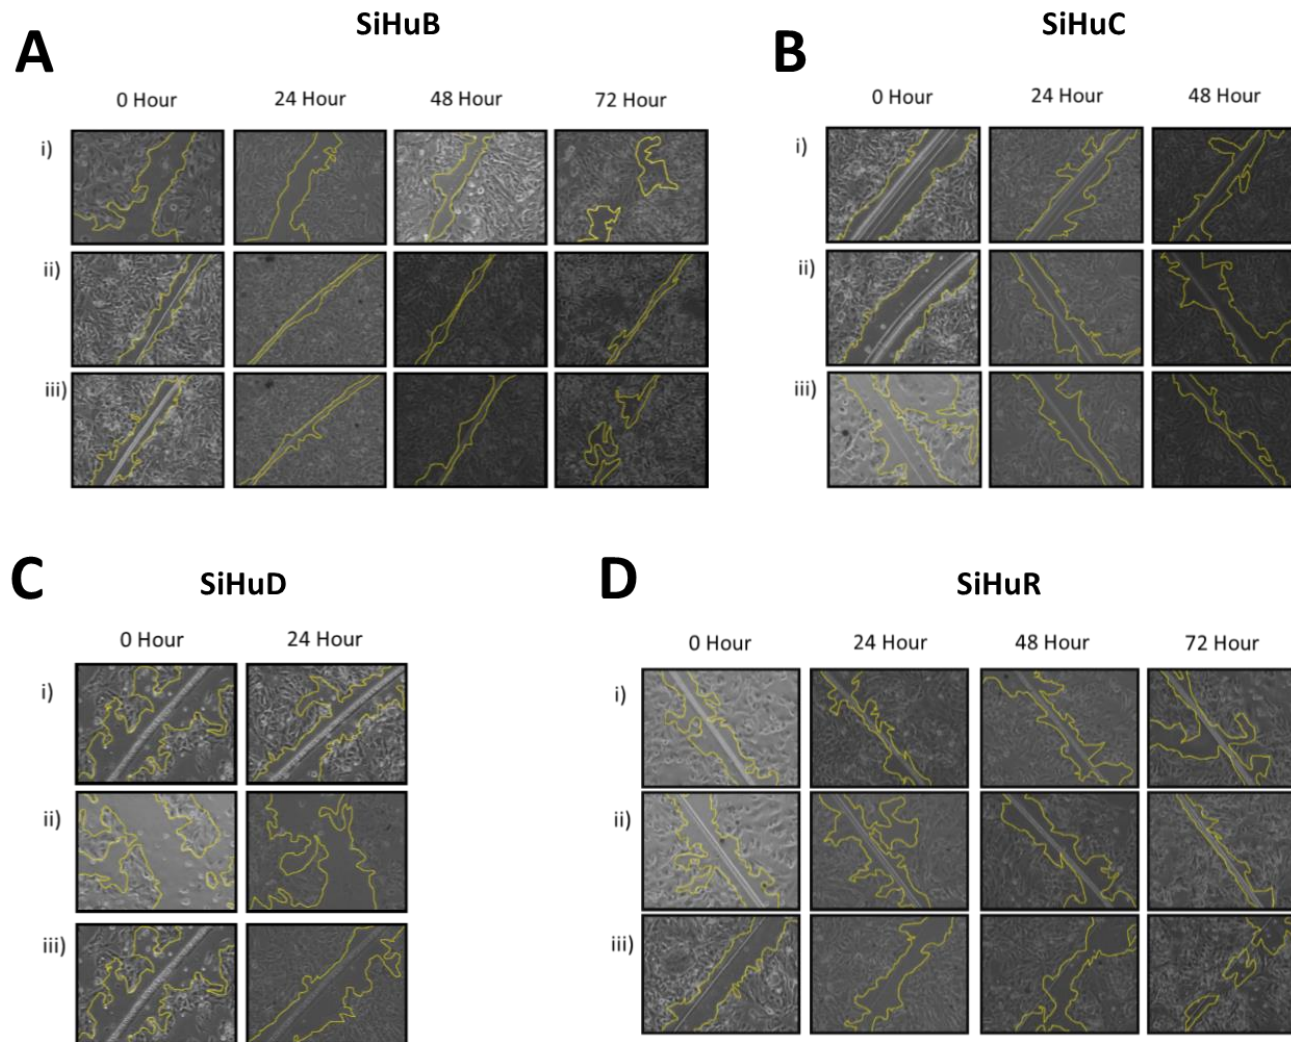 SiHuB
A
0 Hour 24 Hour 48 Hour 72 Hour
i)
ii)
iii)
SiHuC
B
0 Hour 24 Hour 48 Hour
i)
ii)
iii)
C
SiHuD
0 Hour 24 Hour
i)
ii)
iii)
D
SiHuR
0 Hour 24 Hour 48 Hour 72 Hour
i)
ii)
iii)